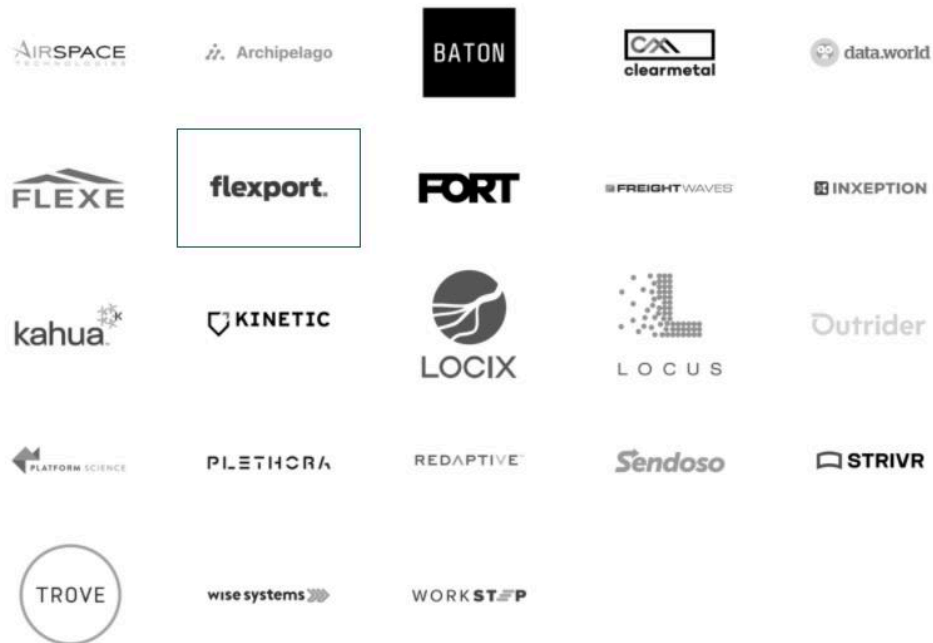 AIRSPACE
TECHNOLOGIES
Archipelago
BATON
CM
clearmetal
data.world
FLEXE
flexport.
FORT
FREIGHTWAVES
INXEPTION
kahua
K
KINETIC
LOCIX
L
LOCUS
Outrider
PLATFORM SCIENCE
PLETHORA
REDAPTIVE
Sendoso
STRIVR
TROVE
wise systems
WORKSTEP